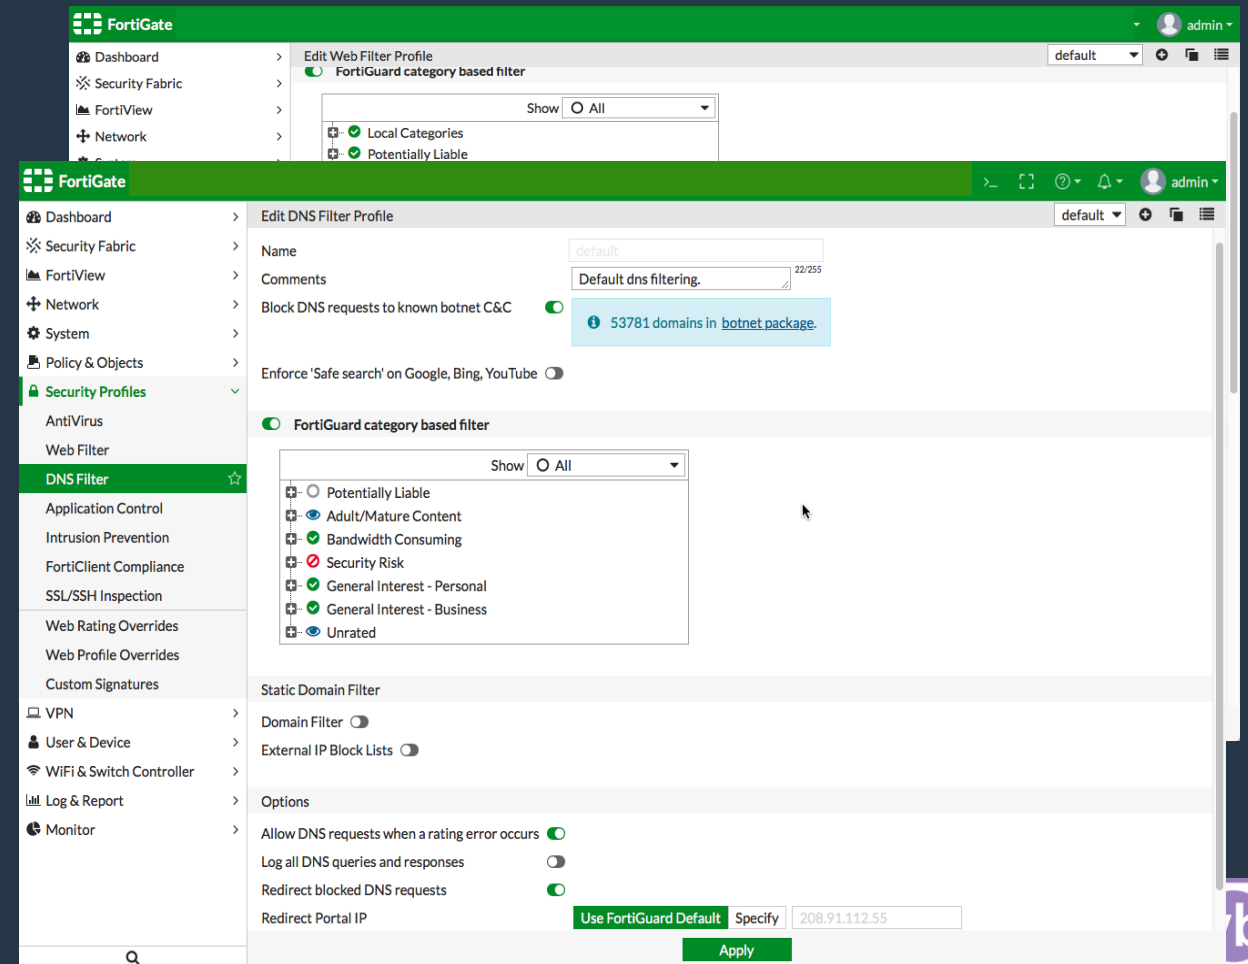 FortiGate
admin
Dashboard
Security Fabric
FortiView
Network
Edit Web Filter Profile
default
FortiGuard category based filter
Show All
Local Categories
Potentially Liable
FortiGate
>_
admin
Dashboard
Security Fabric
FortiView
Network
System
Policy & Objects
Security Profiles
AntiVirus
Web Filter
DNS Filter
Application Control
Intrusion Prevention
FortiClient Compliance
SSL/SSH Inspection
Web Rating Overrides
Web Profile Overrides
Custom Signatures
VPN
User & Device
WiFi & Switch Controller
Log & Report
Monitor
Edit DNS Filter Profile
default
Name default
Comments Default dns filtering. 22/255
Block DNS requests to known botnet C&C
53781 domains in botnet package.
Enforce 'Safe search' on Google, Bing, YouTube
FortiGuard category based filter
Show All
Potentially Liable
Adult/Mature Content
Bandwidth Consuming
Security Risk
General Interest - Personal
General Interest - Business
Unrated
Static Domain Filter
Domain Filter
External IP Block Lists
Options
Allow DNS requests when a rating error occurs
Log all DNS queries and responses
Redirect blocked DNS requests
Redirect Portal IP Use FortiGuard Default Specify 208.91.112.55
Apply